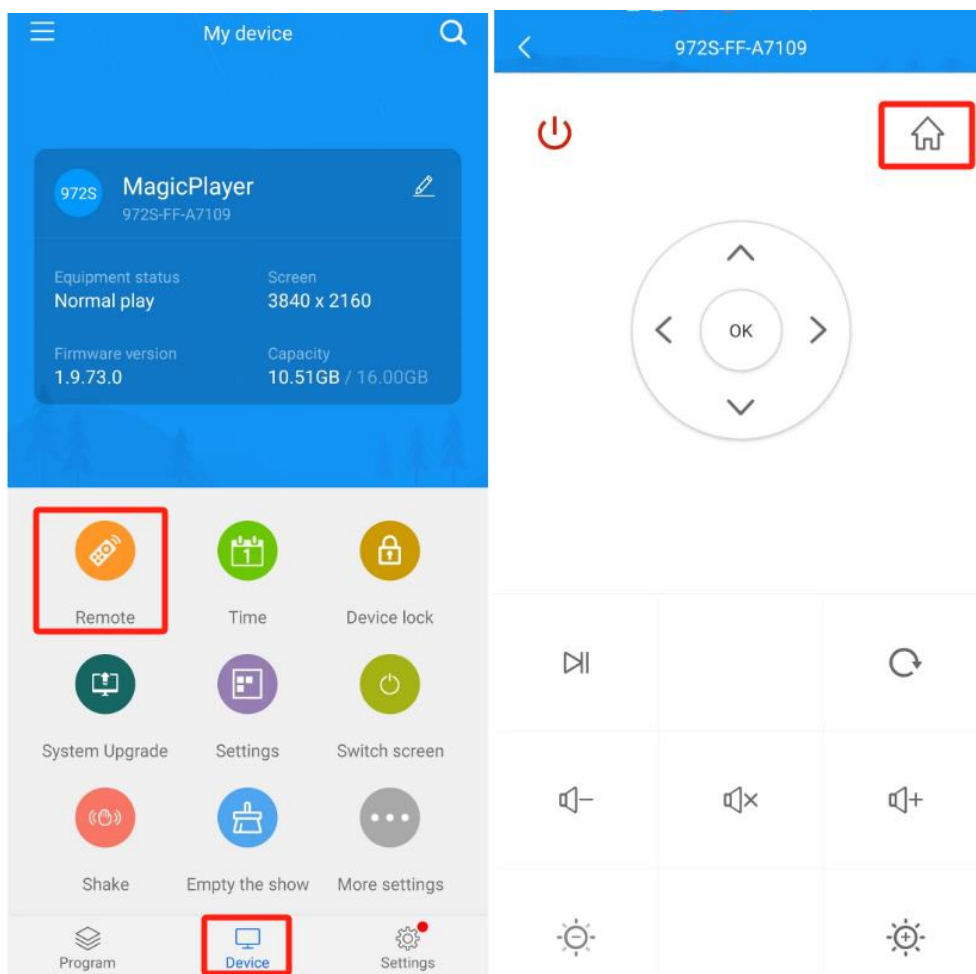 My device
972S
MagicPlayer
972S-FF-A7109
Equipment status
Screen
Normal play
3840 x 2160
Firmware version
Capacity
1.9.73.0
10.51GB / 16.00GB
1
Remote
Time
Device lock
System Upgrade
Settings
Switch screen
Shake
Empty the show
More settings
Program
Device
Settings
972S-FF-A7109
OK